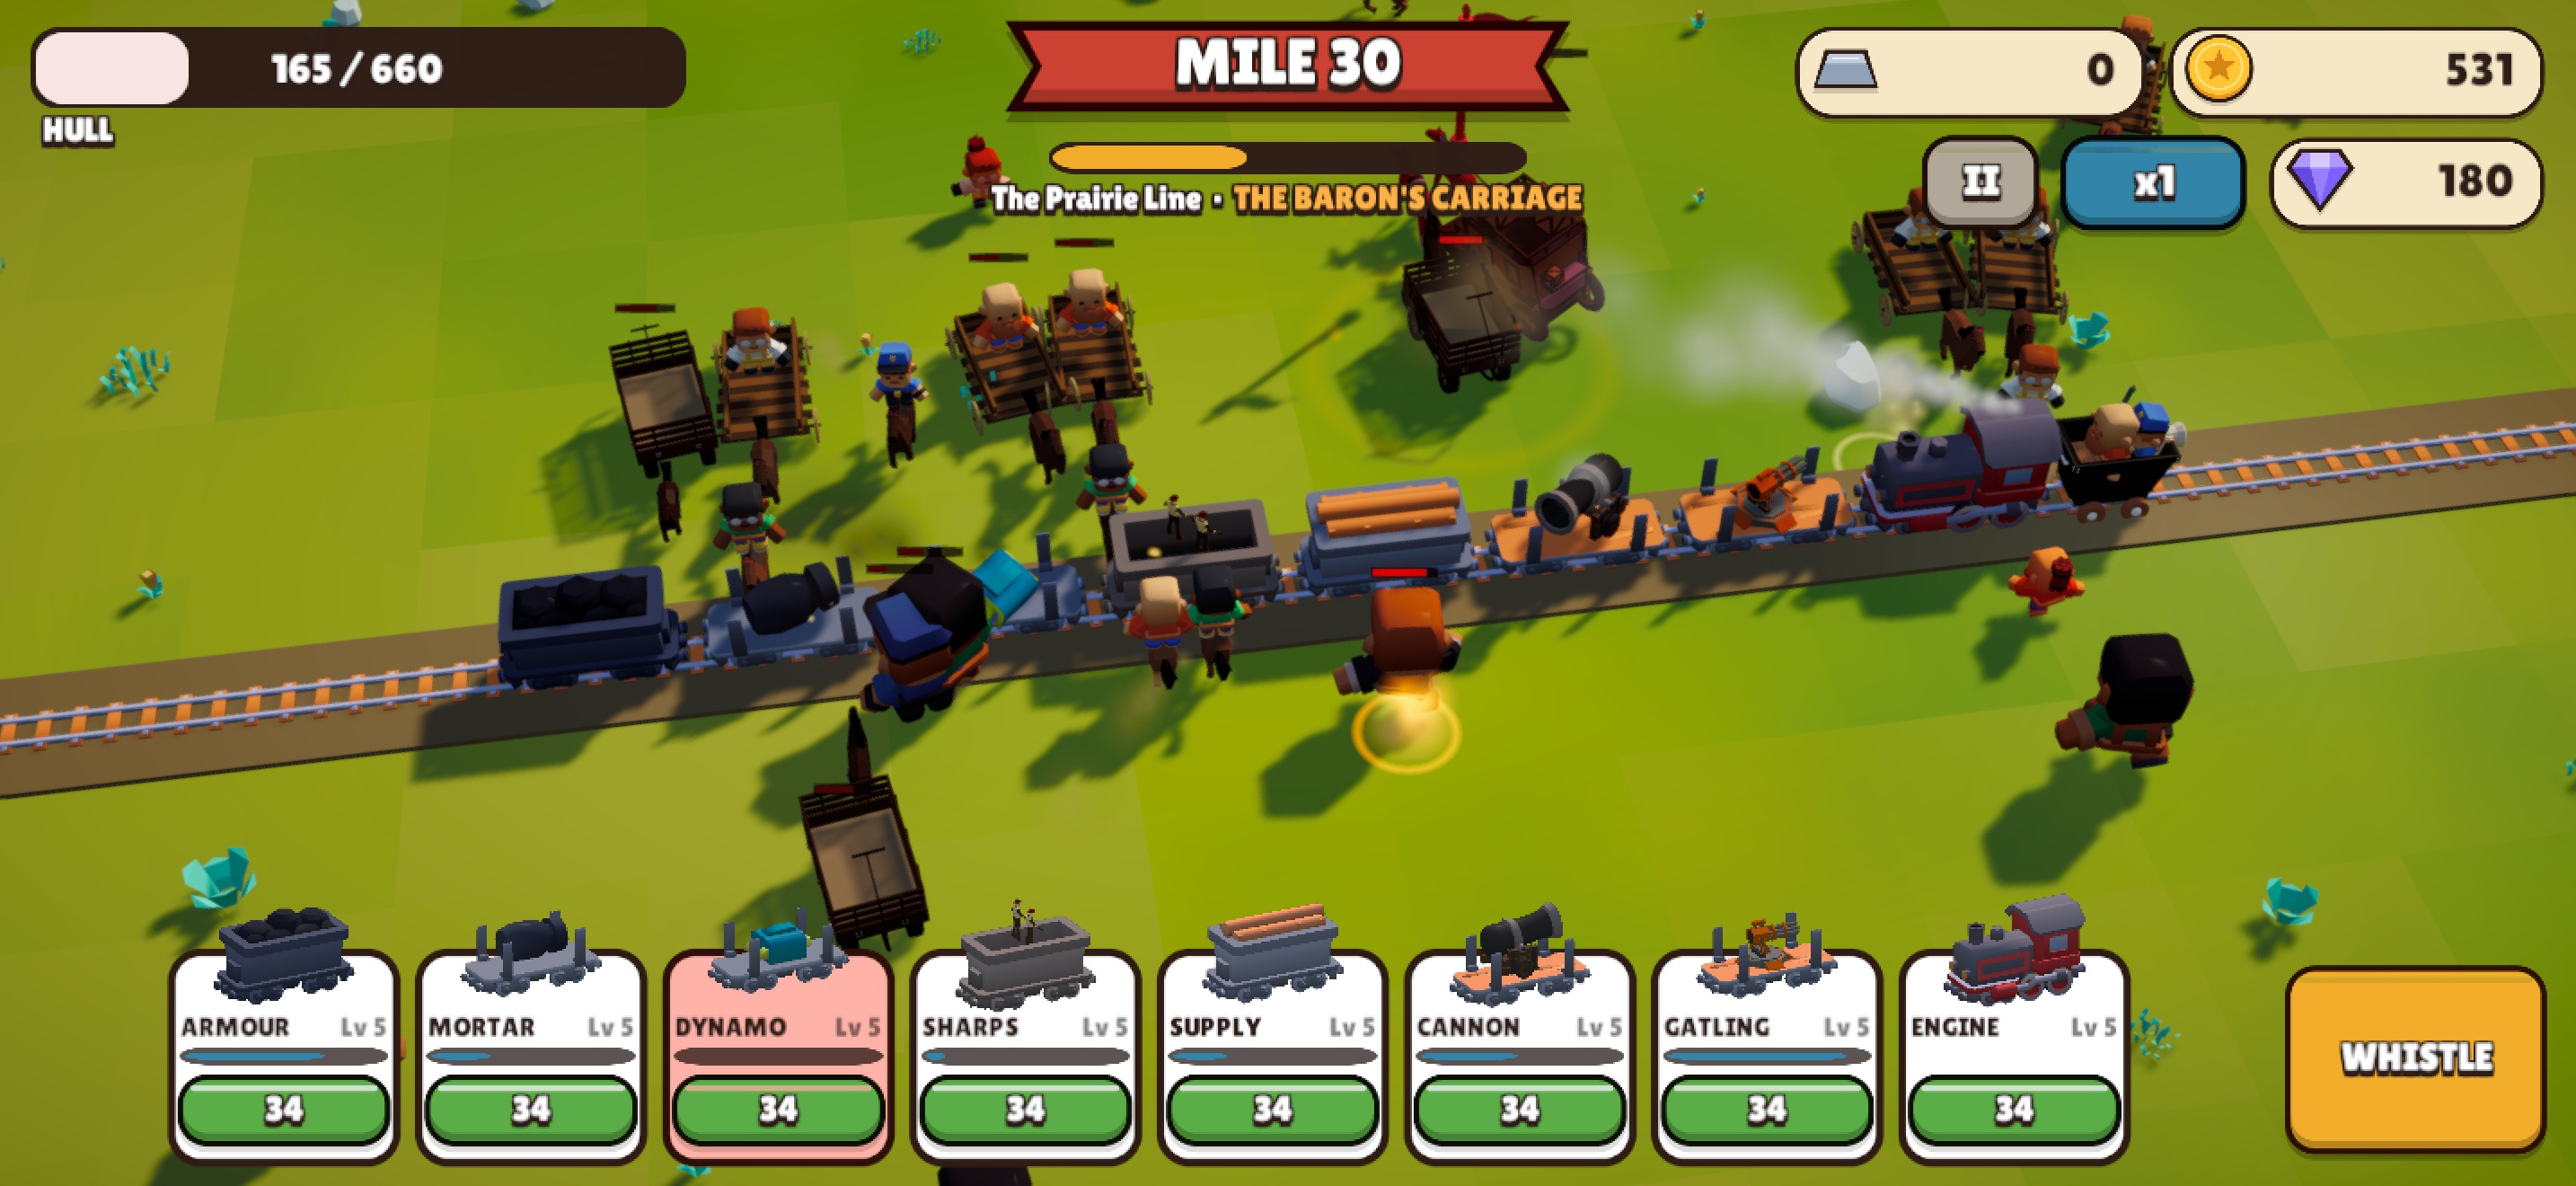 165 / 660
HULL
MILE 30
The Prairie Line · THE BARON'S CARRIAGE
0
531
II
x1
180
ARMOUR Lv 5
34
MORTAR Lv 5
34
DYNAMO Lv 5
34
SHARPS Lv 5
34
SUPPLY Lv 5
34
CANNON Lv 5
34
GATLING Lv 5
34
ENGINE Lv 5
34
WHISTLE